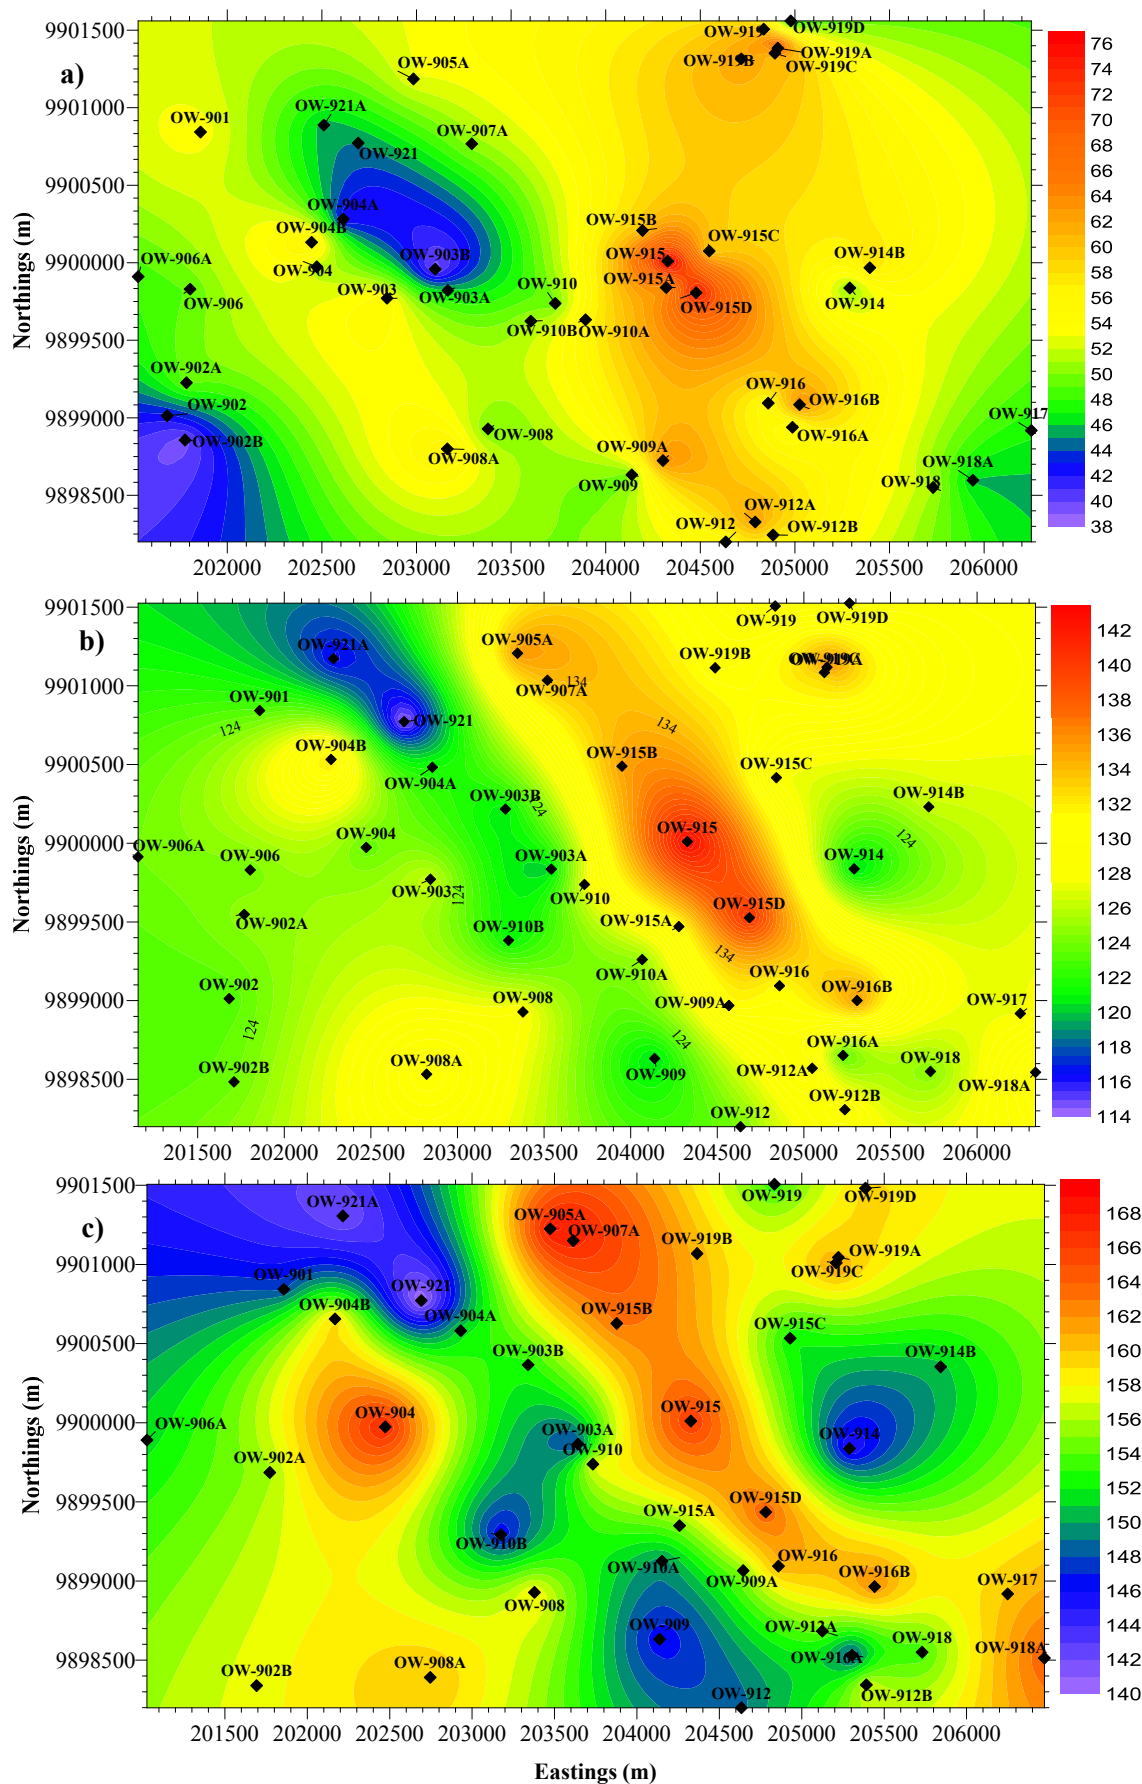 a)
Northings (m)
9901500
9901000
9900500
9900000
9899500
9899000
9898500
202000 202500 203000 203500 204000 204500 205000 205500 206000
OW-919 OW-919D
OW-919B OW-919A
OW-919C
OW-905A
OW-921A
OW-901
OW-907A
OW-921
OW-904A
OW-915B
OW-904B
OW-915C
OW-906A OW-903B OW-915 OW-914B
OW-904
OW-906 OW-903 OW-903A OW-910 OW-915A OW-914
OW-915D
OW-910B OW-910A
OW-902A
OW-902 OW-916 OW-916B OW-917
OW-902B OW-908 OW-916A
OW-908A OW-909A OW-918A
OW-909 OW-918
OW-912A
OW-912 OW-912B
76
74
72
70
68
66
64
62
60
58
56
54
52
50
48
46
44
42
40
38
b)
Northings (m)
9901500
9901000
9900500
9900000
9899500
9899000
9898500
201500 202000 202500 203000 203500 204000 204500 205000 205500 206000
OW-919 OW-919D
OW-921A OW-905A OW-919B OW-919A
OW-907A 134
OW-901
124 OW-921 134
OW-904B OW-915B
OW-904A OW-915C
OW-903B 124 OW-914B
OW-906A OW-904 OW-915 124
OW-906 OW-903A OW-914
OW-903 124 OW-910
OW-902A OW-915A OW-915D
OW-910B 134
OW-910A OW-916
OW-902 OW-908 OW-909A OW-916B OW-917
124 124 OW-916A
OW-902B OW-908A OW-909 OW-912A OW-918 OW-918A
OW-912 OW-912B
142
140
138
136
134
132
130
128
126
124
122
120
118
116
114
c)
Northings (m)
9901500
9901000
9900500
9900000
9899500
9899000
9898500
201500 202000 202500 203000 203500 204000 204500 205000 205500 206000
Eastings (m)
OW-921A OW-905A OW-919 OW-919D
OW-907A OW-919B OW-919A
OW-919C
OW-901 OW-921
OW-904B OW-904A OW-915B
OW-915C
OW-903B OW-914B
OW-904 OW-915
OW-906A OW-903A OW-914
OW-902A OW-910
OW-915D
OW-915A
OW-910B OW-916
OW-910A OW-909A OW-916B OW-917
OW-908
OW-909 OW-912A OW-918
OW-902B OW-908A OW-916A OW-918A
OW-912 OW-912B
168
166
164
162
160
158
156
154
152
150
148
146
144
142
140